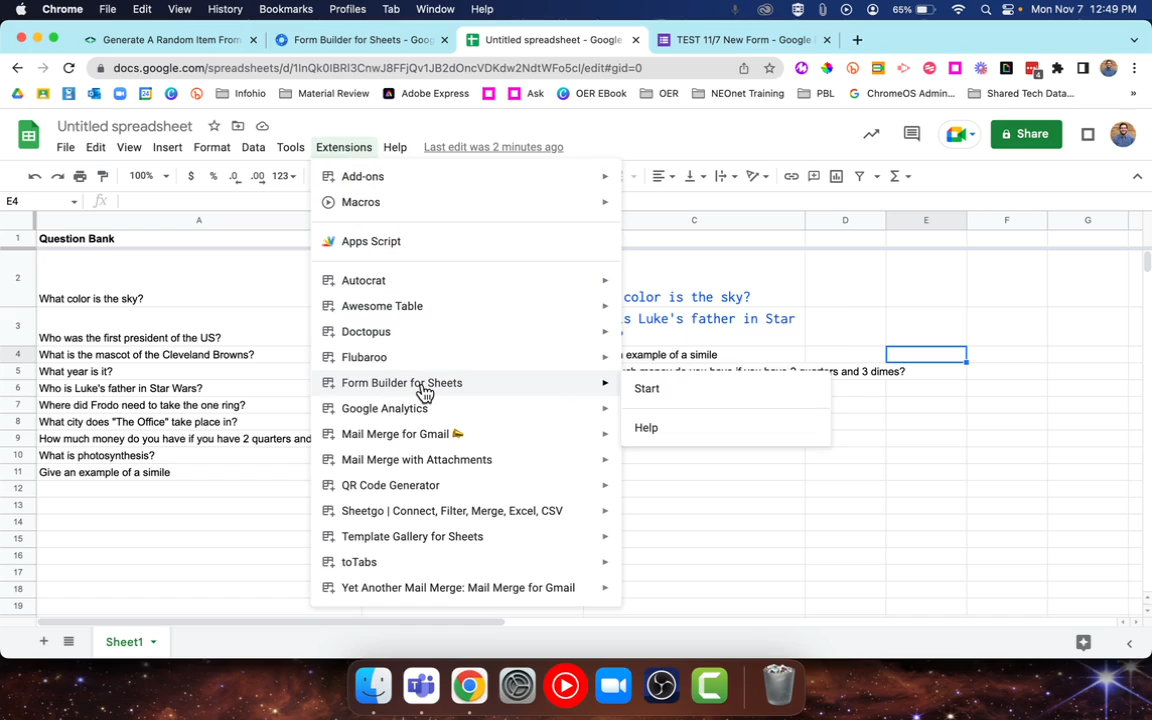 Chrome File Edit View History Bookmarks Profiles Tab Window Help 65% Mon Nov 7 12:49 PM
Generate A Random Item From
Form Builder for Sheets - Goog
Untitled spreadsheet - Google
TEST 11/7 New Form - Google
docs.google.com/spreadsheets/d/1InQk0IBRI3CnwJ8FFjQv1JB2dOncVDKdw2NdtWFo5cI/edit#gid=0
4
Infohio Material Review Adobe Express Ask OER EBook OER NEOnet Training PBL ChromeOS Admin... Shared Tech Data...
Untitled spreadsheet
Share
File Edit View Insert Format Data Tools Extensions Help Last edit was 2 minutes ago
100% $ % .0 .00 123
E4 fx
A C D E F G
1 Question Bank
2 What color is the sky?
color is the sky?
3 Who was the first president of the US?
is Luke's father in Star
?
4 What is the mascot of the Cleveland Browns?
example of a simile
5 What year is it?
6 Who is Luke's father in Star Wars?
7 Where did Frodo need to take the one ring?
8 What city does "The Office" take place in?
9 How much money do you have if you have 2 quarters and
10 What is photosynthesis?
11 Give an example of a simile
12
13
14
15
16
17
18
19
Add-ons
Macros
Apps Script
Autocrat
Awesome Table
Doctopus
Flubaroo
Form Builder for Sheets
Google Analytics
Mail Merge for Gmail
Mail Merge with Attachments
QR Code Generator
Sheetgo | Connect, Filter, Merge, Excel, CSV
Template Gallery for Sheets
toTabs
Yet Another Mail Merge: Mail Merge for Gmail
Start
Help
Sheet1